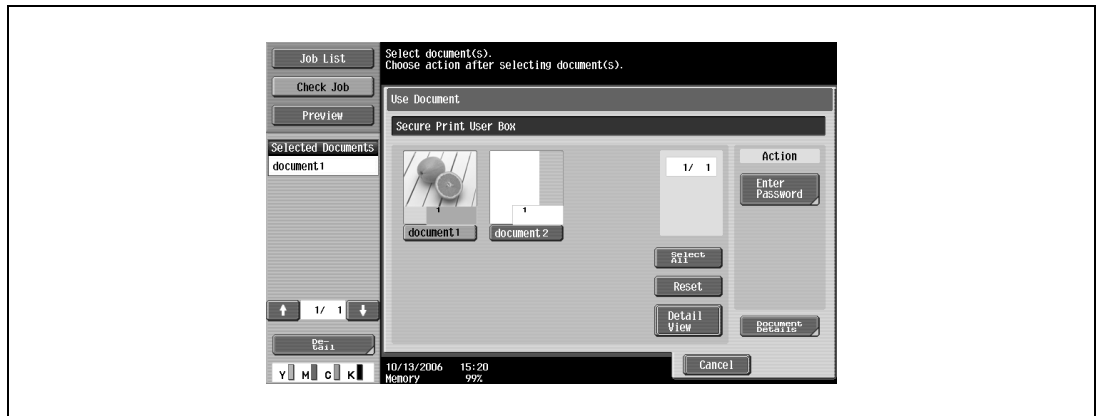 Job List
Check Job
Preview
Selected Documents
document1
1/ 1
De-
tail
Y M C K
Select document(s).
Choose action after selecting document(s).
Use Document
Secure Print User Box
1
document1
1
document2
1/ 1
Select
All
Reset
Detail
View
Action
Enter
Password
Document
Details
10/13/2006 15:20
Memory 99%
Cancel